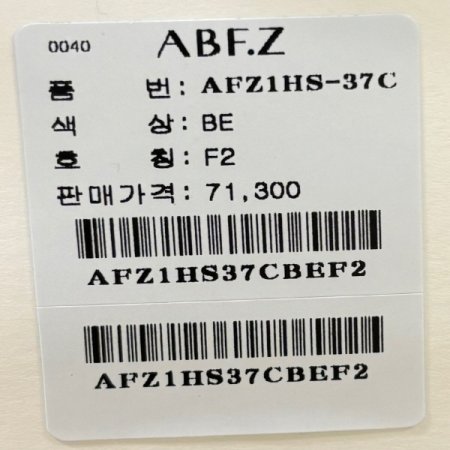 0040 ABF.Z
품 번: AFZ1HS-37C
색 상: BE
호 칭: F2
판매가격: 71,300
AFZ1HS37CBEF2
AFZ1HS37CBEF2